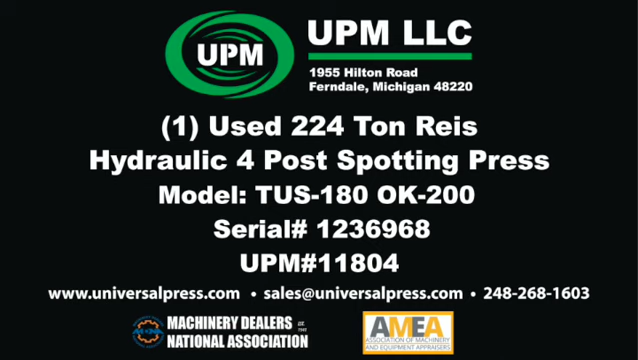 UPM
UPM LLC
1955 Hilton Road
Ferndale, Michigan 48220
(1) Used 224 Ton Reis
Hydraulic 4 Post Spotting Press
Model: TUS-180 OK-200
Serial# 1236968
UPM#11804
www.universalpress.com • sales@universalpress.com • 248-268-1603
MACHINERY DEALERS
NATIONAL ASSOCIATION
AMEA
ASSOCIATION OF MACHINERY
AND EQUIPMENT APPRAISERS